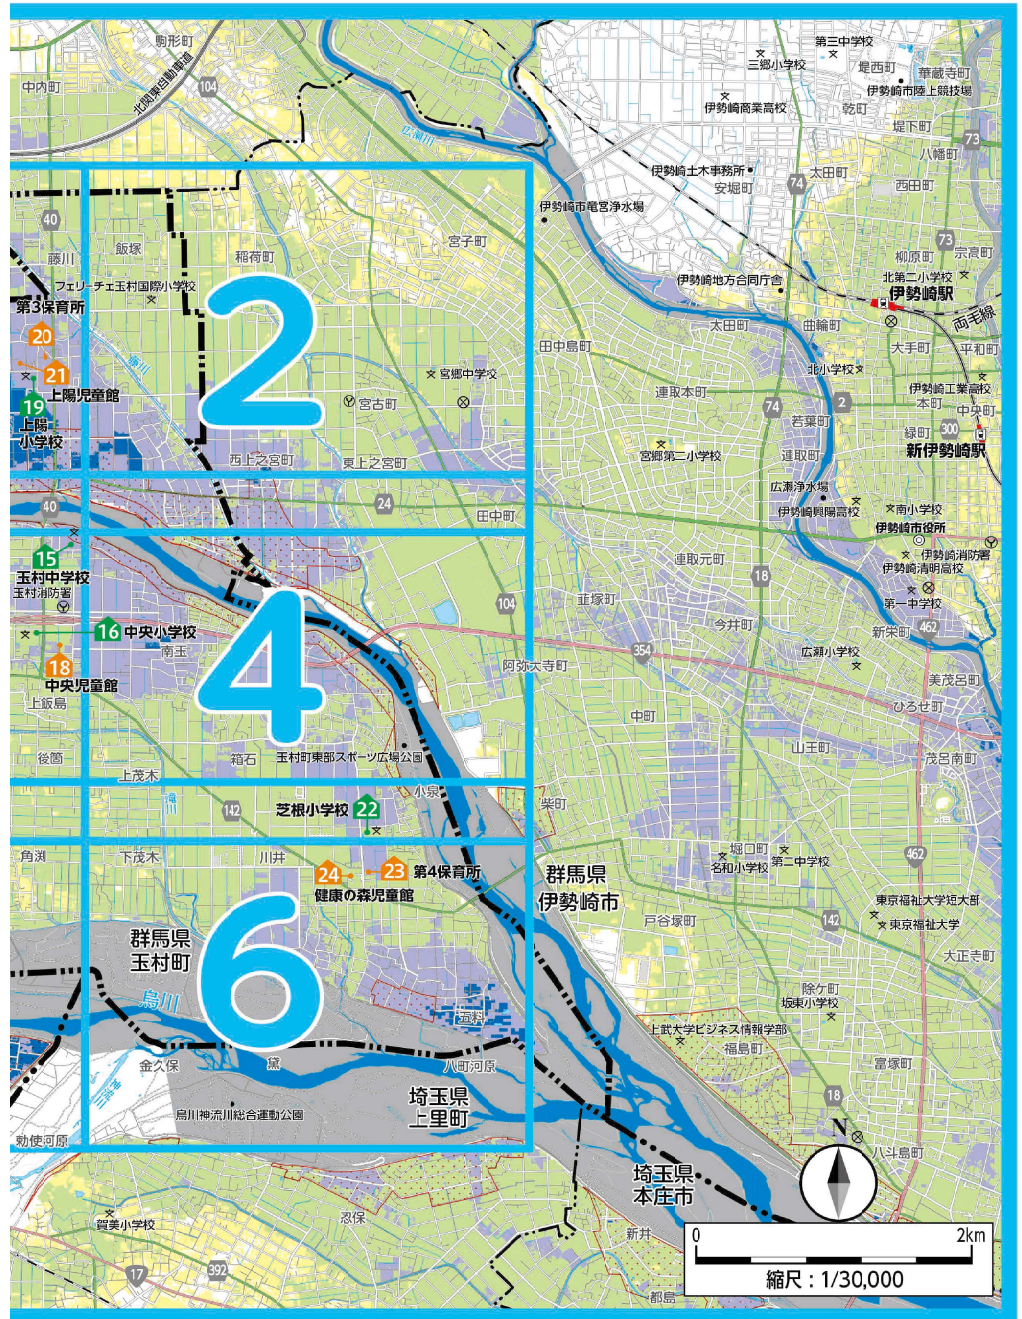 駒形町
第三中学校
三郷小学校
堤西町
華蔵寺町
伊勢崎市陸上競技場
中内町
北関東自動車道
104
伊勢崎商業高校
乾町
堤下町
広瀬川
73
八幡町
伊勢崎土木事務所
安堀町
74
太田町
西田町
伊勢崎市竜宮浄水場
40
飯塚
藤川
稲荷町
宮子町
73
柳原町
宗高町
フェリーチェ玉村国際小学校
伊勢崎地方合同庁舎
北第二小学校
伊勢崎駅
第3保育所
2
太田町
曲輪町
両毛線
20
田中島町
大手町
平和町
21
上陽児童館
藤川
宮郷中学校
北小学校
伊勢崎工業高校
連取本町
本町
19
上陽
小学校
宮古町
74
2
中央町
若葉町
緑町
300
新伊勢崎駅
西上之宮町
東上之宮町
宮郷第二小学校
連取町
広瀬浄水場
40
24
田中町
伊勢崎興陽高校
南小学校
伊勢崎市役所
15
玉村中学校
玉村消防署
連取元町
伊勢崎消防署
伊勢崎清明高校
18
第一中学校
104
韮塚町
16
中央小学校
4
今井町
新栄町
462
南玉
354
広瀬小学校
18
中央児童館
阿弥大寺町
美茂呂町
上飯島
ひろせ町
中町
後箇
箱石
玉村町東部スポーツ広場公園
山王町
茂呂南町
上茂木
滝川
小泉
142
芝根小学校
22
柴町
角渕
下茂木
川井
堀口町
名和小学校
第二中学校
462
24
23
第4保育所
健康の森児童館
群馬県
伊勢崎市
東京福祉大学短大部
6
戸谷塚町
142
東京福祉大学
群馬県
玉村町
大正寺町
烏川
除ケ町
坂東小学校
五料
上武大学ビジネス情報学部
福島町
金久保
黛
八町河原
富塚町
神流川
埼玉県
上里町
18
烏川神流川総合運動公園
勅使河原
N
八斗島町
埼玉県
本庄市
賀美小学校
忍保
新井
0
2km
17
392
縮尺：1/30,000
都島